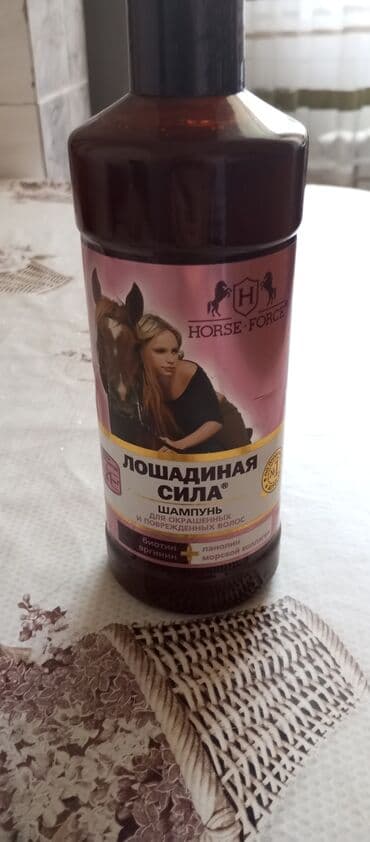 H
HORSE·FORCE
ЛОШАДИНАЯ
СИЛА®
ШАМПУНЬ
ДЛЯ ОКРАШЕННЫХ
И ПОВРЕЖДЕННЫХ ВОЛОС
биотин + ланолин
аргинин морской коллаген